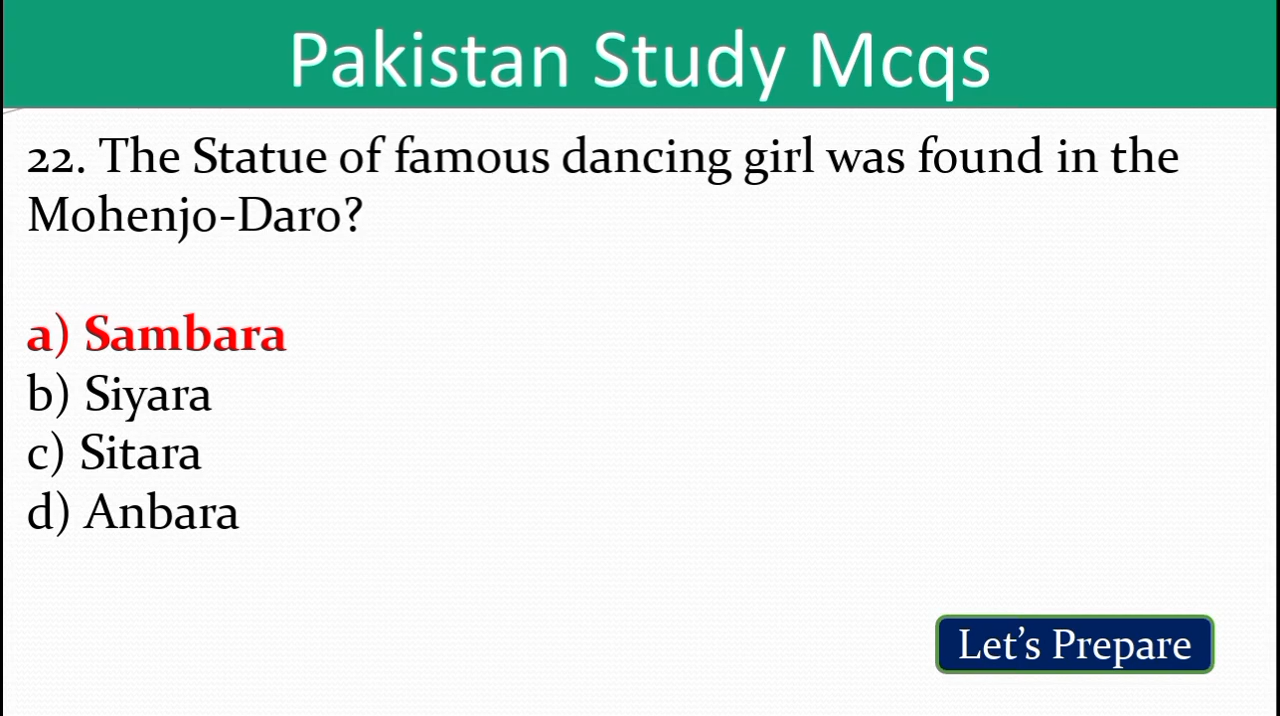 Pakistan Study Mcqs
22. The Statue of famous dancing girl was found in the
Mohenjo-Daro?
a) Sambara
b) Siyara
c) Sitara
d) Anbara
Let's Prepare